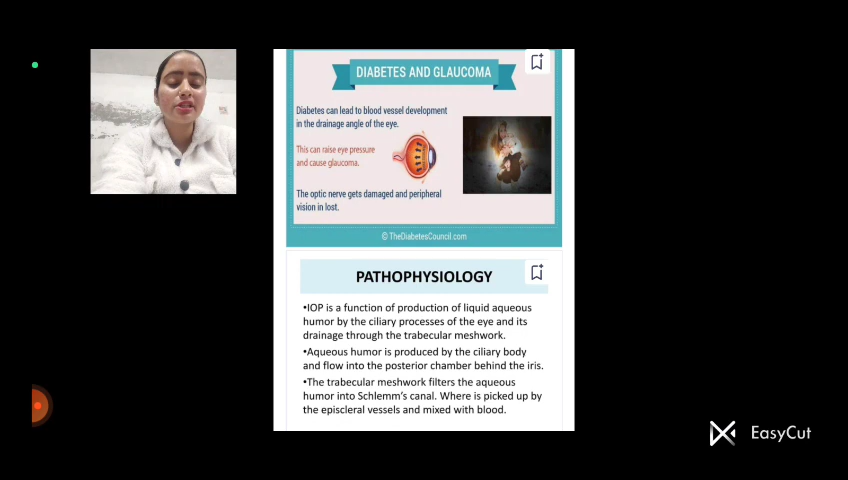 DIABETES AND GLAUCOMA
Diabetes can lead to blood vessel development
in the drainage angle of the eye.
This can raise eye pressure
and cause glaucoma.
The optic nerve gets damaged and peripheral
vision in lost.
© TheDiabetesCouncil.com
PATHOPHYSIOLOGY
•IOP is a function of production of liquid aqueous
humor by the ciliary processes of the eye and its
drainage through the trabecular meshwork.
•Aqueous humor is produced by the ciliary body
and flow into the posterior chamber behind the iris.
•The trabecular meshwork filters the aqueous
humor into Schlemm's canal. Where is picked up by
the episcleral vessels and mixed with blood.
EasyCut